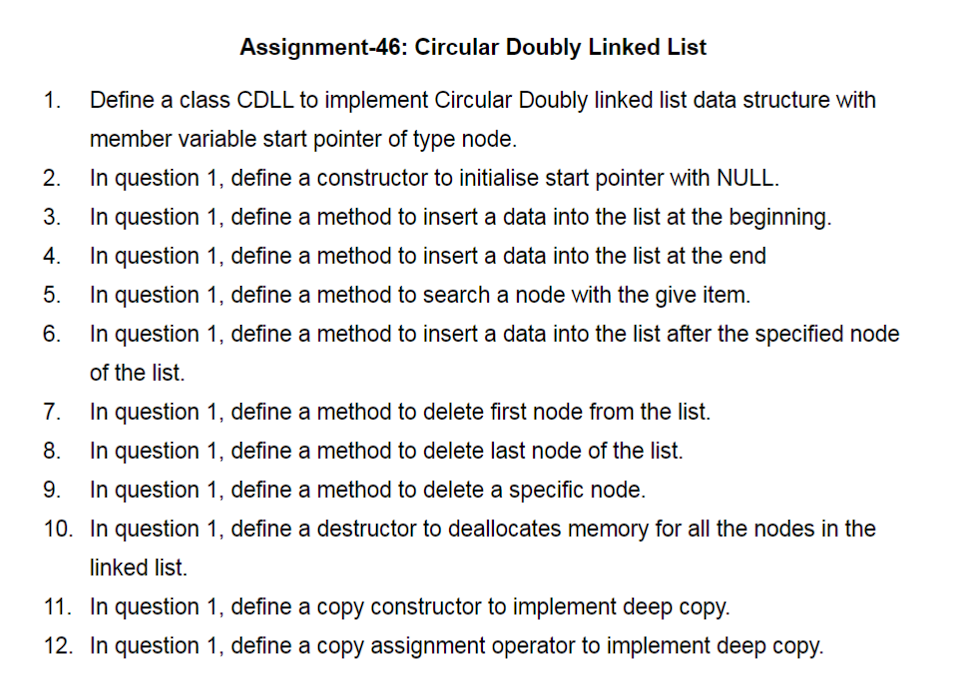 Assignment-46: Circular Doubly Linked List
1. Define a class CDLL to implement Circular Doubly linked list data structure with
member variable start pointer of type node.
2. In question 1, define a constructor to initialise start pointer with NULL.
3. In question 1, define a method to insert a data into the list at the beginning.
4. In question 1, define a method to insert a data into the list at the end
5. In question 1, define a method to search a node with the give item.
6. In question 1, define a method to insert a data into the list after the specified node
of the list.
7. In question 1, define a method to delete first node from the list.
8. In question 1, define a method to delete last node of the list.
9. In question 1, define a method to delete a specific node.
10. In question 1, define a destructor to deallocates memory for all the nodes in the
linked list.
11. In question 1, define a copy constructor to implement deep copy.
12. In question 1, define a copy assignment operator to implement deep copy.